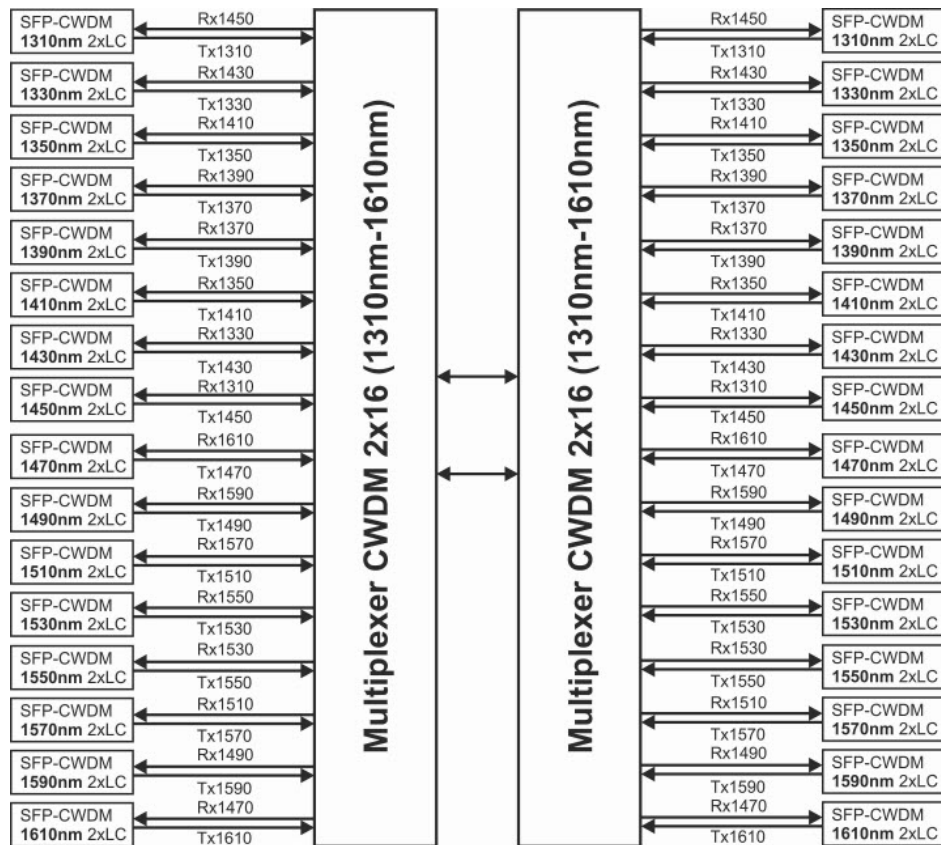 SFP-CWDM
1310nm 2xLC
Rx1450
Tx1310
SFP-CWDM
1330nm 2xLC
Rx1430
Tx1330
SFP-CWDM
1350nm 2xLC
Rx1410
Tx1350
SFP-CWDM
1370nm 2xLC
Rx1390
Tx1370
SFP-CWDM
1390nm 2xLC
Rx1370
Tx1390
SFP-CWDM
1410nm 2xLC
Rx1350
Tx1410
SFP-CWDM
1430nm 2xLC
Rx1330
Tx1430
SFP-CWDM
1450nm 2xLC
Rx1310
Tx1450
SFP-CWDM
1470nm 2xLC
Rx1610
Tx1470
SFP-CWDM
1490nm 2xLC
Rx1590
Tx1490
SFP-CWDM
1510nm 2xLC
Rx1570
Tx1510
SFP-CWDM
1530nm 2xLC
Rx1550
Tx1530
SFP-CWDM
1550nm 2xLC
Rx1530
Tx1550
SFP-CWDM
1570nm 2xLC
Rx1510
Tx1570
SFP-CWDM
1590nm 2xLC
Rx1490
Tx1590
SFP-CWDM
1610nm 2xLC
Rx1470
Tx1610
Multiplexer CWDM 2x16 (1310nm-1610nm)
Multiplexer CWDM 2x16 (1310nm-1610nm)
Rx1450
Tx1310
SFP-CWDM
1310nm 2xLC
Rx1430
Tx1330
SFP-CWDM
1330nm 2xLC
Rx1410
Tx1350
SFP-CWDM
1350nm 2xLC
Rx1390
Tx1370
SFP-CWDM
1370nm 2xLC
Rx1370
Tx1390
SFP-CWDM
1390nm 2xLC
Rx1350
Tx1410
SFP-CWDM
1410nm 2xLC
Rx1330
Tx1430
SFP-CWDM
1430nm 2xLC
Rx1310
Tx1450
SFP-CWDM
1450nm 2xLC
Rx1610
Tx1470
SFP-CWDM
1470nm 2xLC
Rx1590
Tx1490
SFP-CWDM
1490nm 2xLC
Rx1570
Tx1510
SFP-CWDM
1510nm 2xLC
Rx1550
Tx1530
SFP-CWDM
1530nm 2xLC
Rx1530
Tx1550
SFP-CWDM
1550nm 2xLC
Rx1510
Tx1570
SFP-CWDM
1570nm 2xLC
Rx1490
Tx1590
SFP-CWDM
1590nm 2xLC
Rx1470
Tx1610
SFP-CWDM
1610nm 2xLC